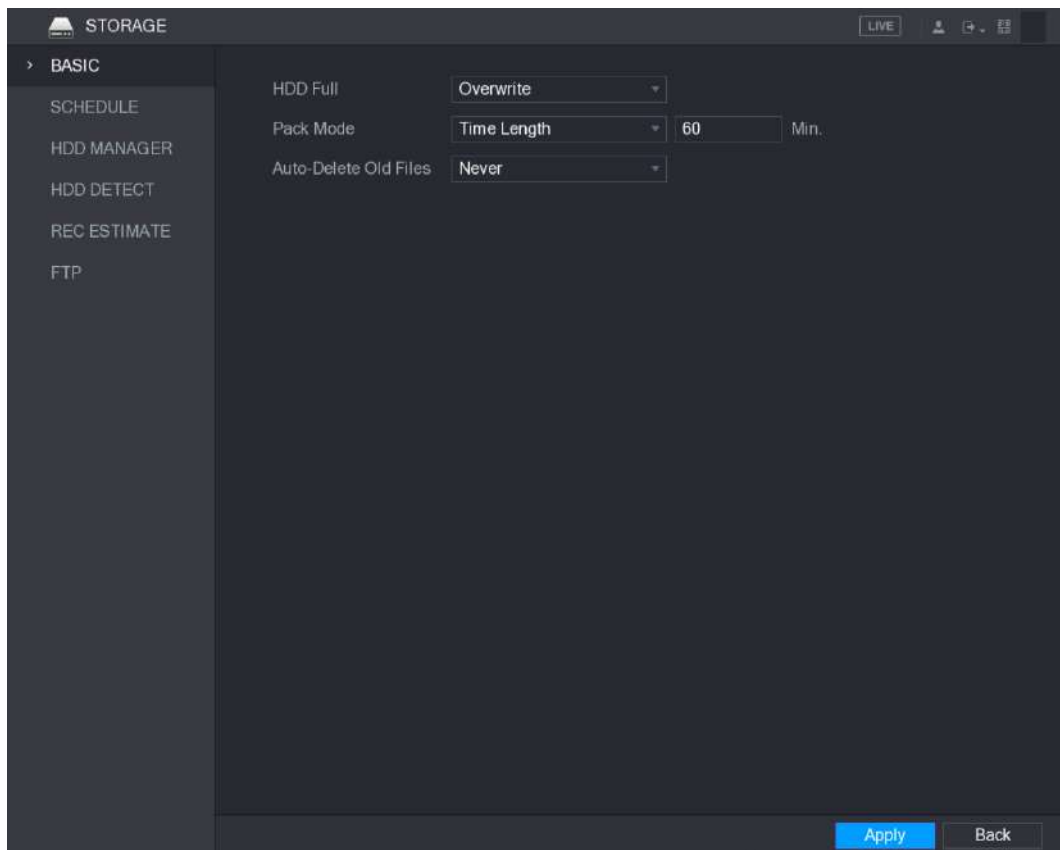 STORAGE
LIVE
BASIC
SCHEDULE
HDD MANAGER
HDD DETECT
REC ESTIMATE
FTP
HDD Full Overwrite
Pack Mode Time Length 60 Min.
Auto-Delete Old Files Never
Apply Back